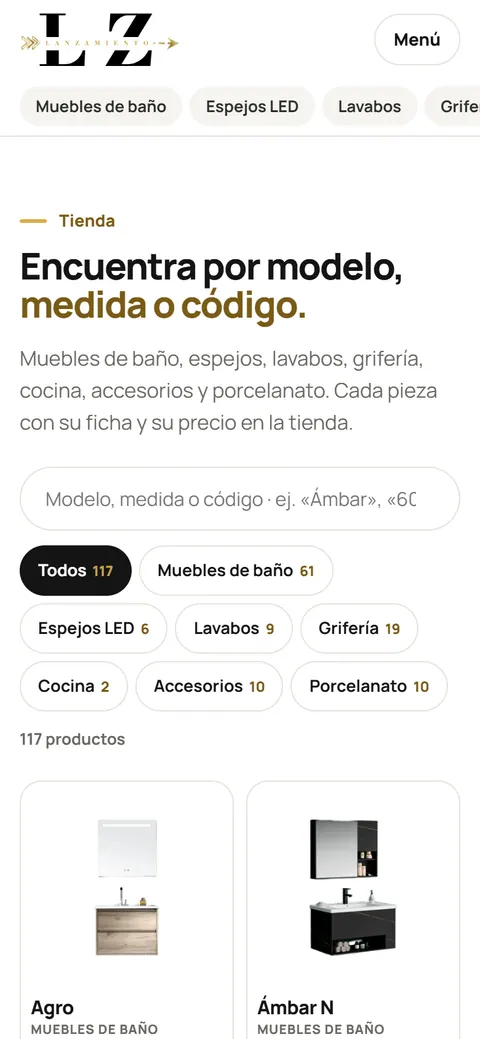 LZ
LANZAMIENTO
Menú
Muebles de baño
Espejos LED
Lavabos
Grife
Tienda
Encuentra por modelo,
medida o código.
Muebles de baño, espejos, lavabos, grifería,
cocina, accesorios y porcelanato. Cada pieza
con su ficha y su precio en la tienda.
Modelo, medida o código · ej. «Ámbar», «60
Todos 117
Muebles de baño 61
Espejos LED 6
Lavabos 9
Grifería 19
Cocina 2
Accesorios 10
Porcelanato 10
117 productos
Agro
MUEBLES DE BAÑO
Ámbar N
MUEBLES DE BAÑO